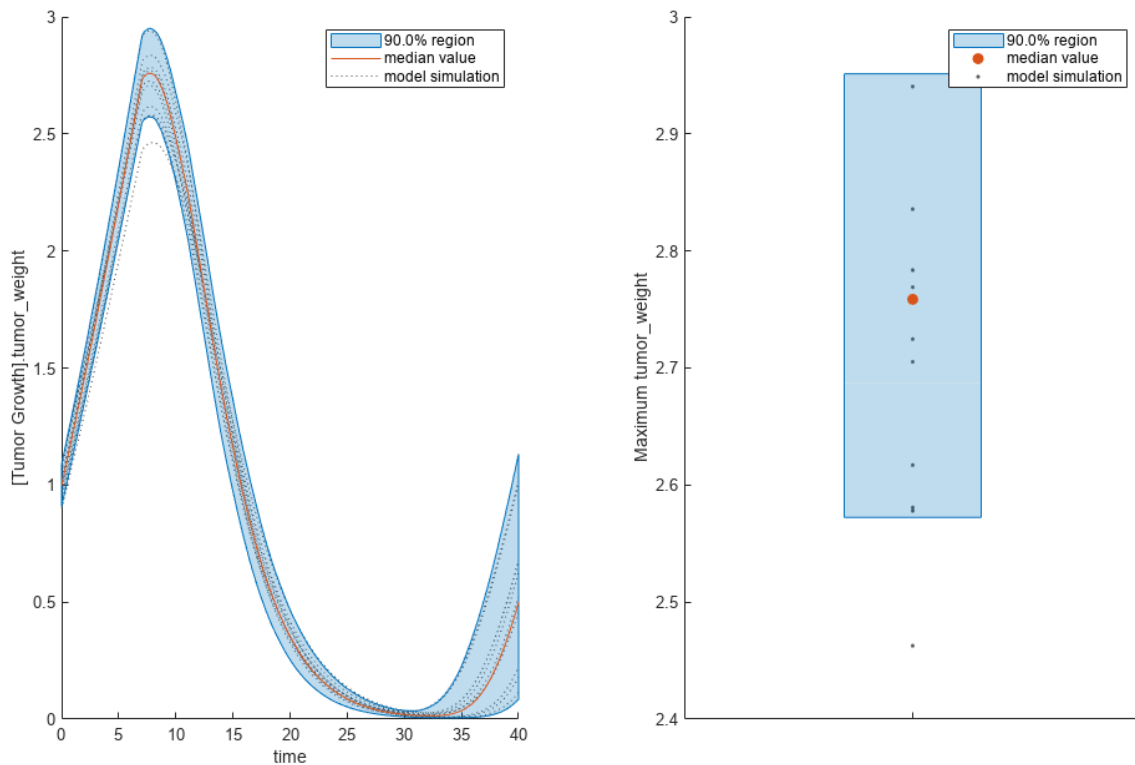 3
2.5
2
1.5
1
0.5
0
[Tumor Growth].tumor_weight
90.0% region
median value
model simulation
0 5 10 15 20 25 30 35 40
time
3
2.9
2.8
2.7
2.6
2.5
2.4
Maximum tumor_weight
90.0% region
median value
model simulation